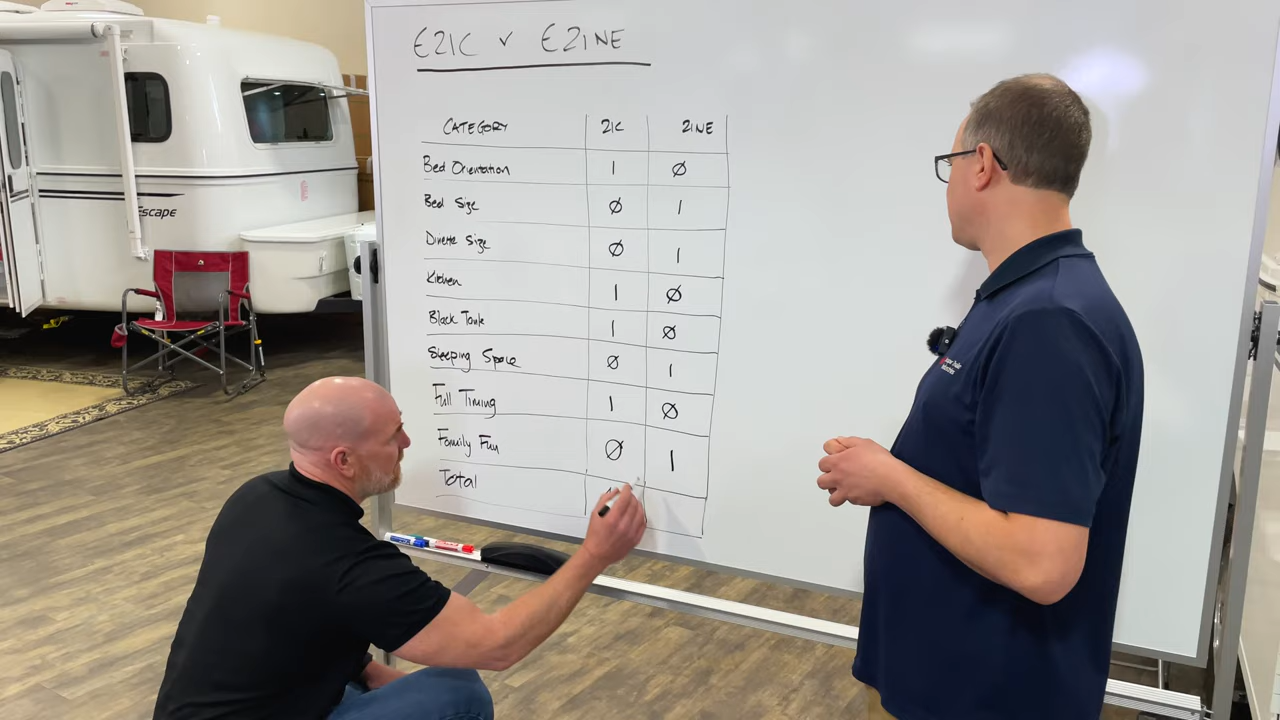 E21C v E21NE
CATEGORY 21C 21NE
Bed Orientation 1 Ø
Bed Size Ø 1
Dinette Size Ø 1
Kitchen 1 Ø
Black Tank 1 Ø
Sleeping Space Ø 1
Full Timing 1 Ø
Family Fun Ø 1
Total
Escape